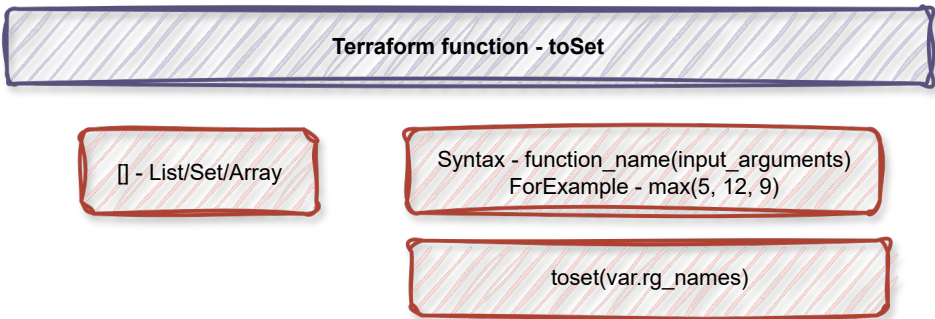 Terraform function - toSet
[] - List/Set/Array
Syntax - function_name(input_arguments)
ForExample - max(5, 12, 9)
toset(var.rg_names)